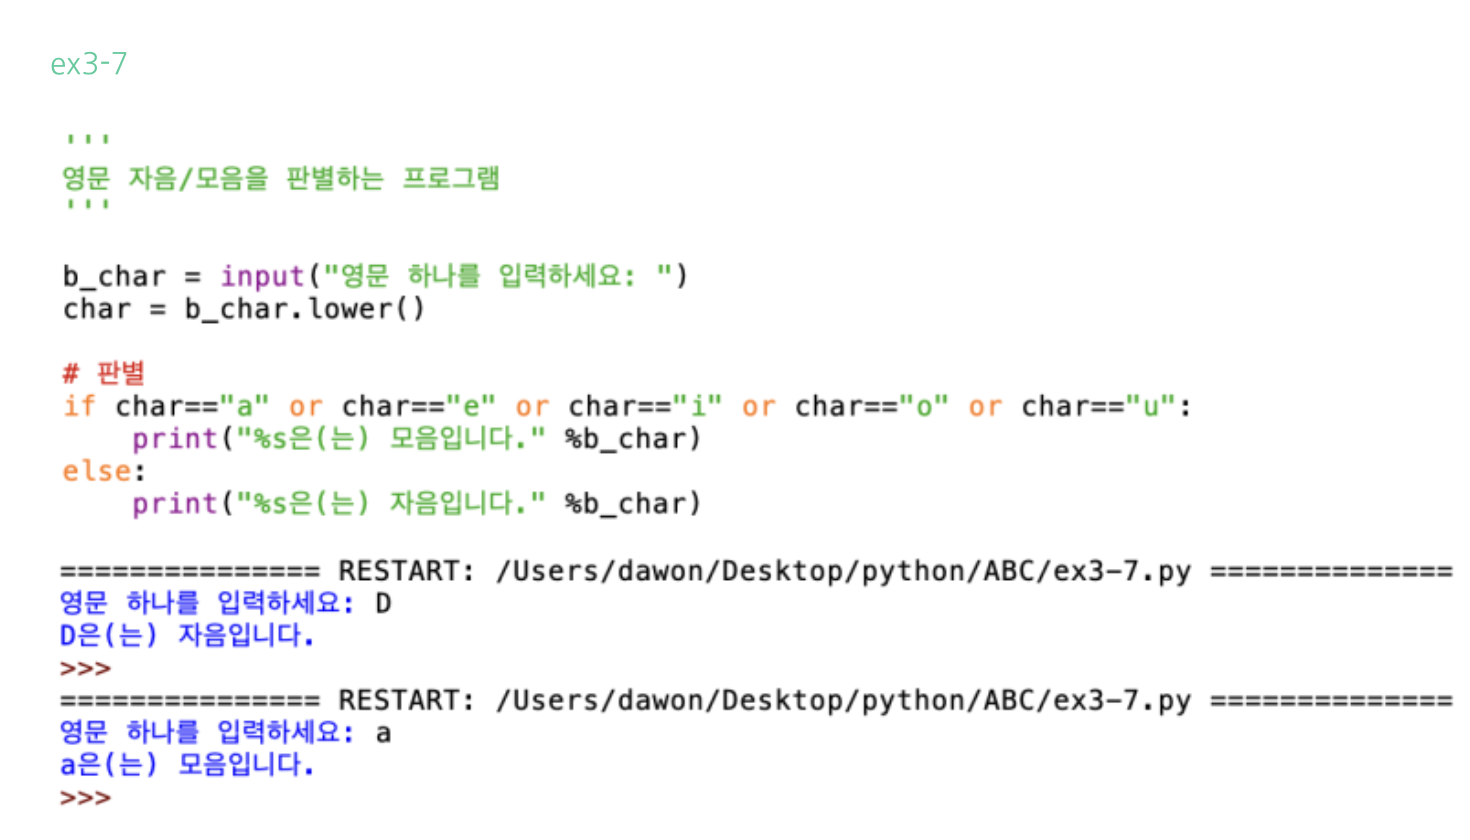 ex3-7
'''
영문 자음/모음을 판별하는 프로그램
'''
b_char = input("영문 하나를 입력하세요: ")
char = b_char.lower()
# 판별
if char=="a" or char=="e" or char=="i" or char=="o" or char=="u":
    print("%s은(는) 모음입니다." %b_char)
else:
    print("%s은(는) 자음입니다." %b_char)
=============== RESTART: /Users/dawon/Desktop/python/ABC/ex3-7.py ==============
영문 하나를 입력하세요: D
D은(는) 자음입니다.
>>>
=============== RESTART: /Users/dawon/Desktop/python/ABC/ex3-7.py ==============
영문 하나를 입력하세요: a
a은(는) 모음입니다.
>>>